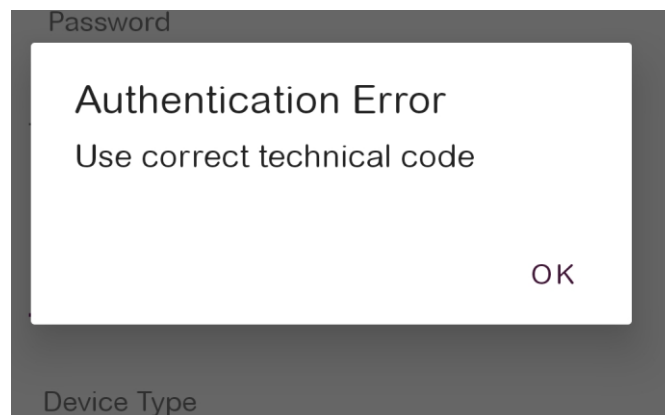 Password
Authentication Error
Use correct technical code
OK
Device Type